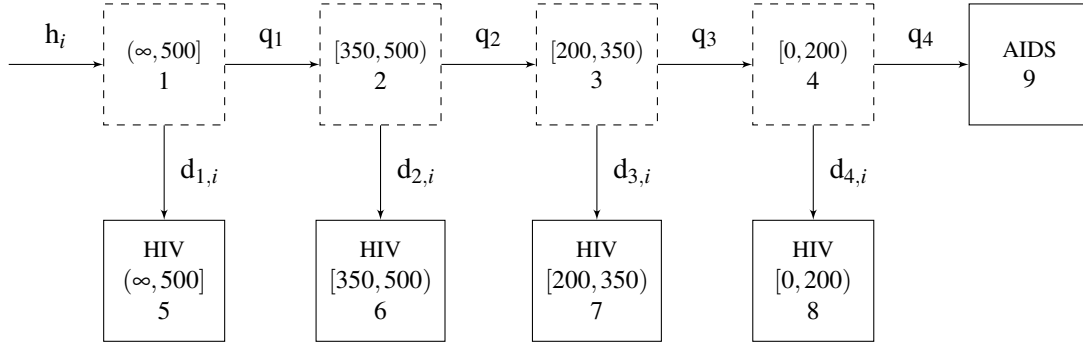 h_i
(∞, 500]
1
q_1
[350, 500)
2
q_2
[200, 350)
3
q_3
[0, 200)
4
q_4
AIDS
9
d_{1,i}
d_{2,i}
d_{3,i}
d_{4,i}
HIV
(∞, 500]
5
HIV
[350, 500)
6
HIV
[200, 350)
7
HIV
[0, 200)
8